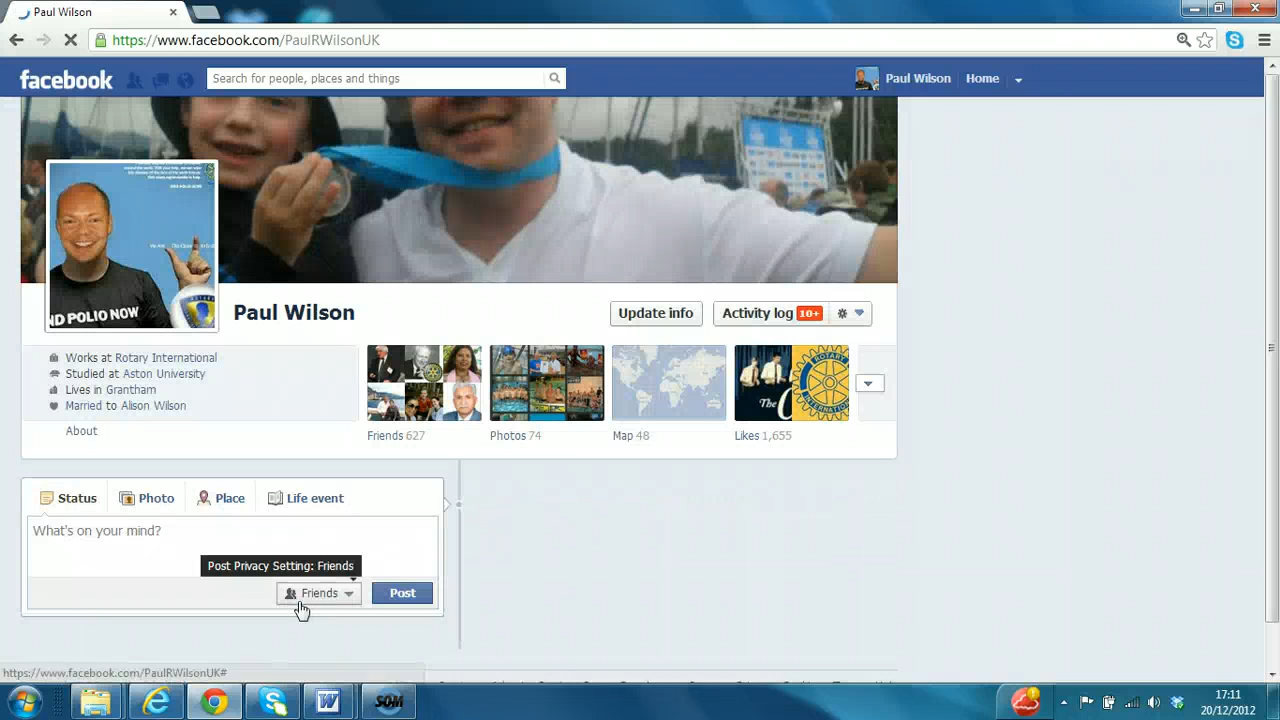 Paul Wilson
https://www.facebook.com/PaulRWilsonUK
facebook
Search for people, places and things
Paul Wilson
Home
ND POLIO NOW
Paul Wilson
Update info
Activity log 10+
Works at Rotary International
Studied at Aston University
Lives in Grantham
Married to Alison Wilson
About
ROTARY
INTERNATIONAL
The
Friends 627
Photos 74
Map 48
Likes 1,655
Status
Photo
Place
Life event
What's on your mind?
Post Privacy Setting: Friends
Friends
Post
https://www.facebook.com/PaulRWilsonUK#
SOM
17:11
20/12/2012